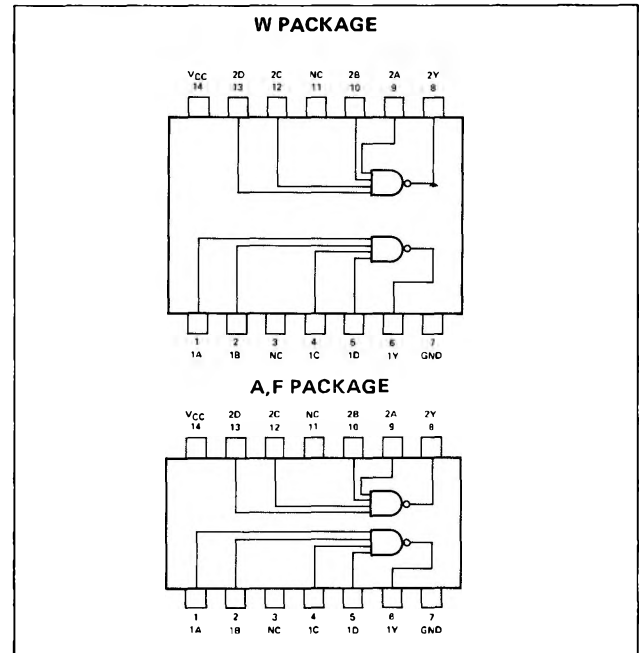 W PACKAGE
VCC 2D 2C NC 2B 2A 2Y
14 13 12 11 10 9 8
1 2 3 4 5 6 7
1A 1B NC 1C 1D 1Y GND
A,F PACKAGE
VCC 2D 2C NC 2B 2A 2Y
14 13 12 11 10 9 8
1 2 3 4 5 6 7
1A 1B NC 1C 1D 1Y GND